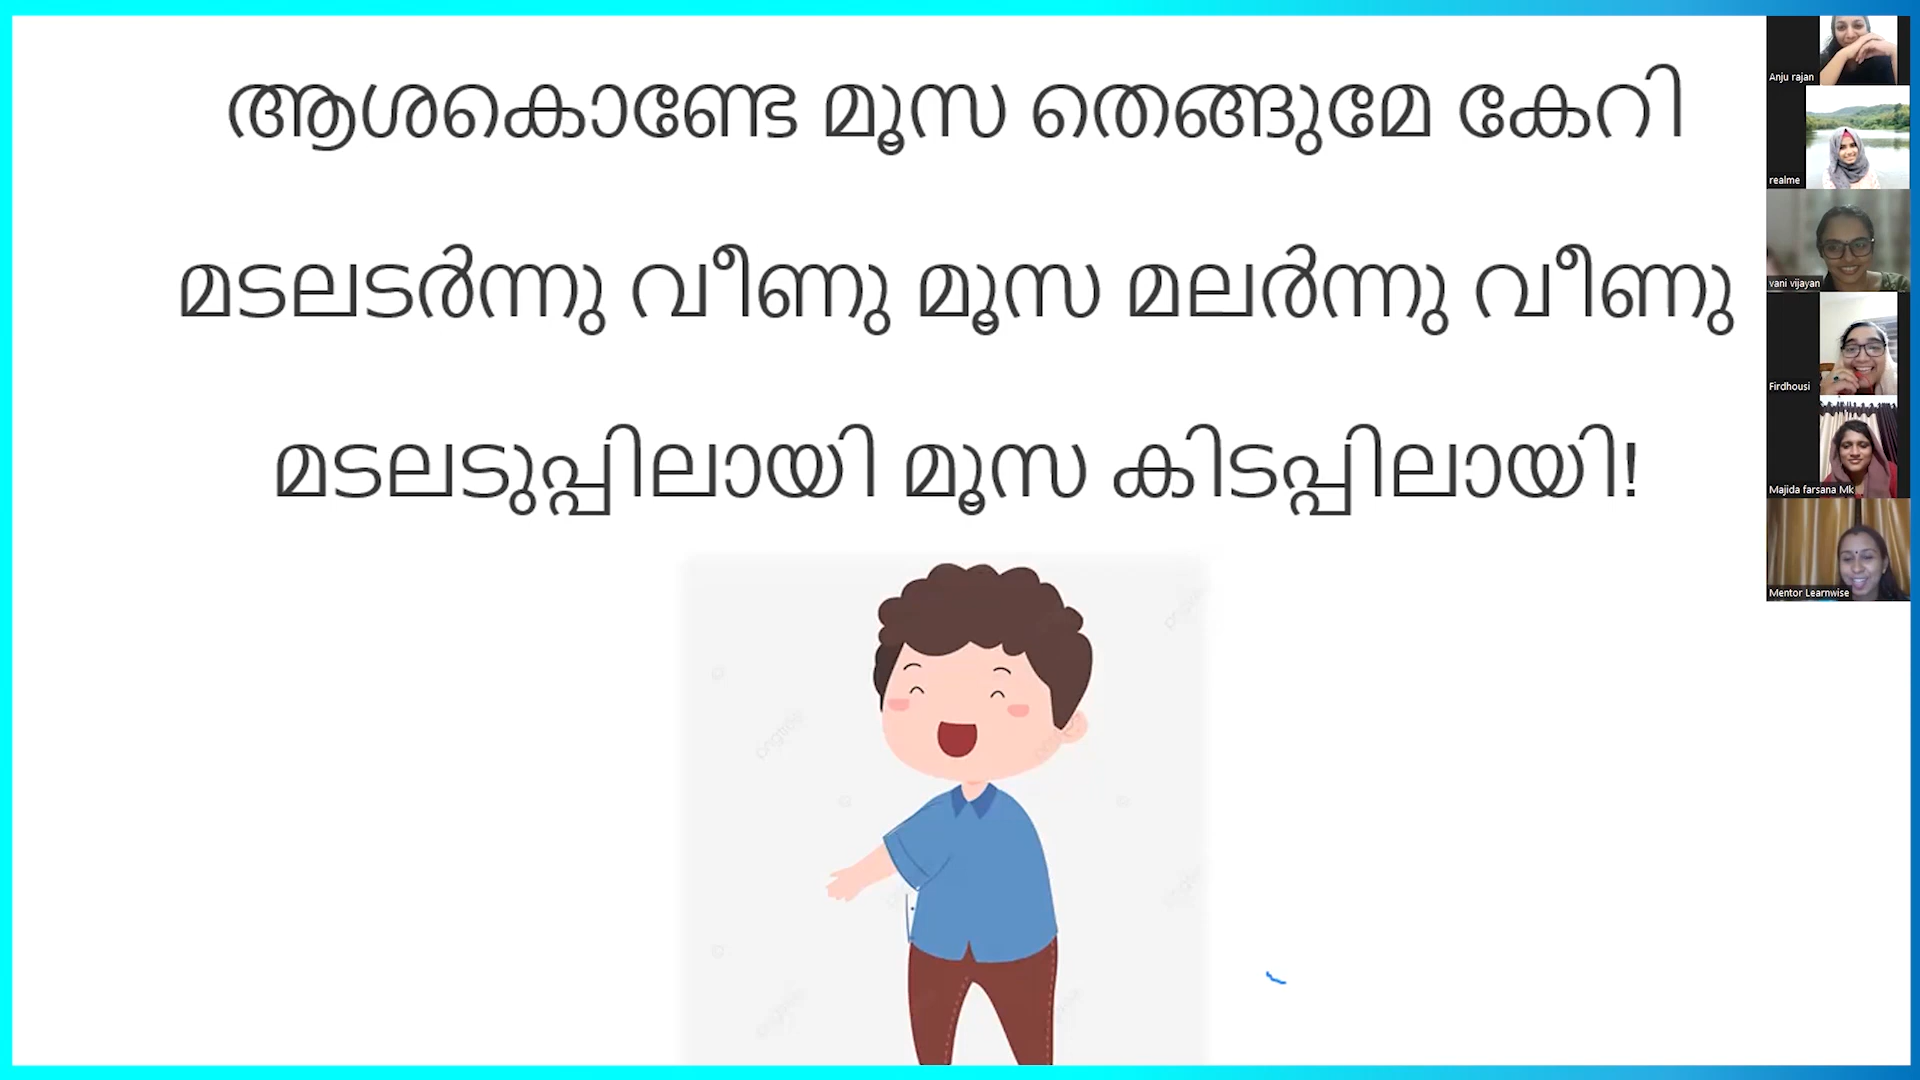 ആശകൊണ്ടേ മൂസ തെങ്ങുമേ കേറി
മടലടർന്നു വീണു മൂസ മലർന്നു വീണു
മടലടുപ്പിലായി മൂസ കിടപ്പിലായി!
Anju rajan
realme
vani vijayan
Firdhousi
Majida farsana Mk
Mentor Learnwise